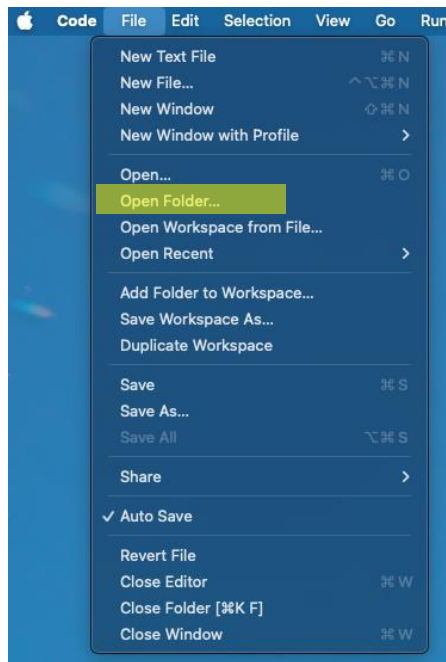 Code File Edit Selection View Go Run
New Text File ⌘ N
New File... ^⌥⌘ N
New Window ⇧⌘ N
New Window with Profile >
Open... ⌘ O
Open Folder...
Open Workspace from File...
Open Recent >
Add Folder to Workspace...
Save Workspace As...
Duplicate Workspace
Save ⌘ S
Save As...
Save All ⌥⌘ S
Share >
✓ Auto Save
Revert File
Close Editor ⌘ W
Close Folder [⌘K F]
Close Window ⌘ W